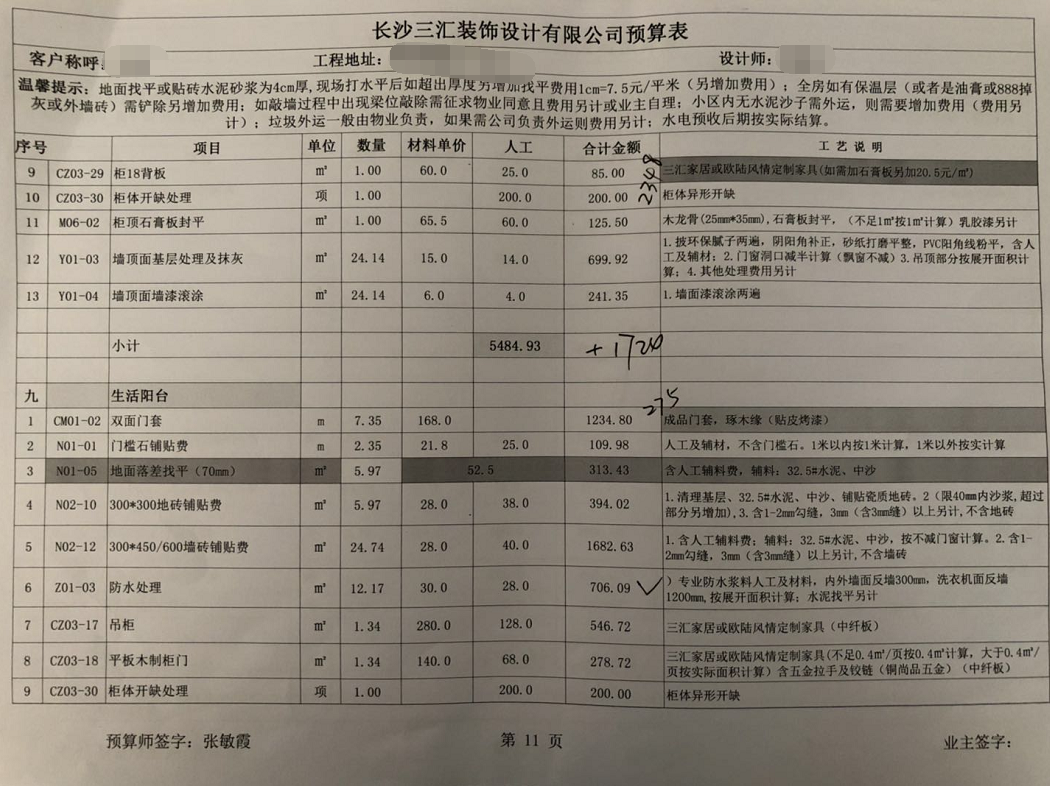 长沙三汇装饰设计有限公司预算表
客户称呼: 工程地址: 设计师:
温馨提示: 地面找平或贴砖水泥砂浆为4cm厚,现场打水平后如超出厚度另增加找平费用1cm=7.5元/平米(另增加费用);全房如有保温层(或者是油膏或888掉
灰或外墙砖)需铲除另增加费用;如敲墙过程中出现梁位敲除需征求物业同意且费用另计或业主自理;小区内无水泥沙子需外运,则需要增加费用(费用另
计);垃圾外运一般由物业负责,如果需公司负责外运则费用另计;水电预收后期按实际结算。
序号 项目 单位 数量 材料单价 人工 合计金额 工 艺 说 明
9 CZ03-29 柜18背板 m² 1.00 60.0 25.0 85.00 三汇家居或欧陆风情定制家具(如需加石膏板另加20.5元/m²)
2348
10 CZ03-30 柜体开缺处理 项 1.00 200.0 200.00 柜体异形开缺
11 M06-02 柜顶石膏板封平 m² 1.00 65.5 60.0 125.50 木龙骨(25mm*35mm),石膏板封平,(不足1m²按1m²计算)乳胶漆另计
12 Y01-03 墙顶面基层处理及抹灰 m² 24.14 15.0 14.0 699.92 1.披环保腻子两遍,阴阳角补正,砂纸打磨平整,PVC阳角线粉平,含人
工及辅材;2.门窗洞口减半计算(飘窗不减)3.吊顶部分按展开面积计
算;4.其他处理费用另计
13 Y01-04 墙顶面墙漆滚涂 m² 24.14 6.0 4.0 241.35 1.墙面漆滚涂两遍
小计 5484.93 +1720
九 生活阳台
275
1 CM01-02 双面门套 m 7.35 168.0 1234.80 成品门套,琢木缘(贴皮烤漆)
2 N01-01 门槛石铺贴费 m 2.35 21.8 25.0 109.98 人工及辅材,不含门槛石。1米以内按1米计算,1米以外按实计算
3 N01-05 地面落差找平(70mm) m² 5.97 52.5 313.43 含人工辅料费,辅料:32.5#水泥、中沙
4 N02-10 300*300地砖铺贴费 m² 5.97 28.0 38.0 394.02 1.清理基层、32.5#水泥、中沙、铺贴瓷质地砖。2(限40mm内沙浆,超过
部分另增加),3.含1-2mm勾缝,3mm(含3mm缝)以上另计,不含地砖
5 N02-12 300*450/600墙砖铺贴费 m² 24.74 28.0 40.0 1682.63 1.含人工辅料费;辅料:32.5#水泥、中沙,按不减门窗计算。2.含1-
2mm勾缝,3mm(含3mm缝)以上另计,不含墙砖
6 Z01-03 防水处理 m² 12.17 30.0 28.0 706.09 ✓ )专业防水浆料人工及材料,内外墙面反墙300mm,洗衣机面反墙
1200mm,按展开面积计算;水泥找平另计
7 CZ03-17 吊柜 m² 1.34 280.0 128.0 546.72 三汇家居或欧陆风情定制家具(中纤板)
8 CZ03-18 平板木制柜门 m² 1.34 140.0 68.0 278.72 三汇家居或欧陆风情定制家具(不足0.4m²/页按0.4m²计算,大于0.4m²/
页按实际面积计算)含五金拉手及铰链(铜尚品五金)(中纤板)
9 CZ03-30 柜体开缺处理 项 1.00 200.0 200.00 柜体异形开缺
预算师签字: 张敏霞 第 11 页 业主签字: